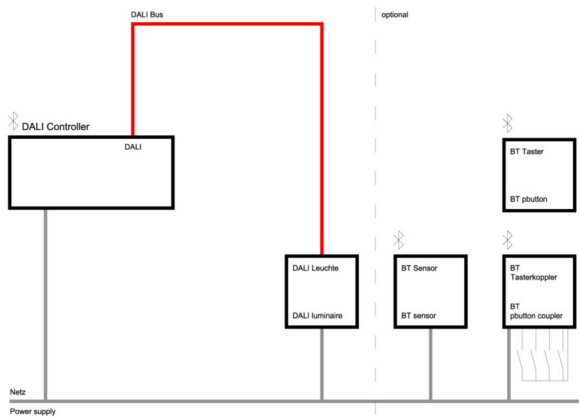 DALI Bus
optional
DALI Controller
DALI
BT Taster
BT pbutton
DALI Leuchte
DALI luminaire
BT Sensor
BT sensor
BT
Tasterkoppler
BT
pbutton coupler
Netz
Power supply